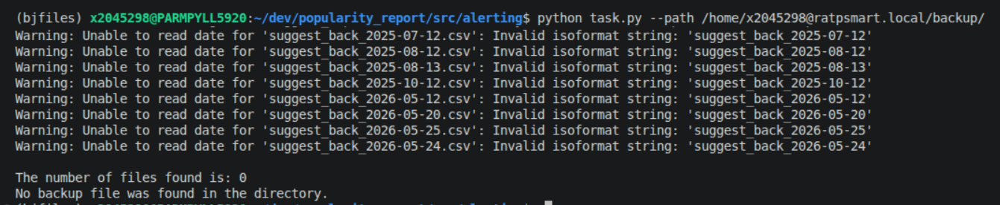 (bjfiles) x2045298@PARMPYLL5920:~/dev/popularity_report/src/alerting$ python task.py --path /home/x2045298@ratpsmart.local/backup/
Warning: Unable to read date for 'suggest_back_2025-07-12.csv': Invalid isoformat string: 'suggest_back_2025-07-12'
Warning: Unable to read date for 'suggest_back_2025-08-12.csv': Invalid isoformat string: 'suggest_back_2025-08-12'
Warning: Unable to read date for 'suggest_back_2025-08-13.csv': Invalid isoformat string: 'suggest_back_2025-08-13'
Warning: Unable to read date for 'suggest_back_2025-10-12.csv': Invalid isoformat string: 'suggest_back_2025-10-12'
Warning: Unable to read date for 'suggest_back_2026-05-12.csv': Invalid isoformat string: 'suggest_back_2026-05-12'
Warning: Unable to read date for 'suggest_back_2026-05-20.csv': Invalid isoformat string: 'suggest_back_2026-05-20'
Warning: Unable to read date for 'suggest_back_2026-05-25.csv': Invalid isoformat string: 'suggest_back_2026-05-25'
Warning: Unable to read date for 'suggest_back_2026-05-24.csv': Invalid isoformat string: 'suggest_back_2026-05-24'
The number of files found is: 0
No backup file was found in the directory.